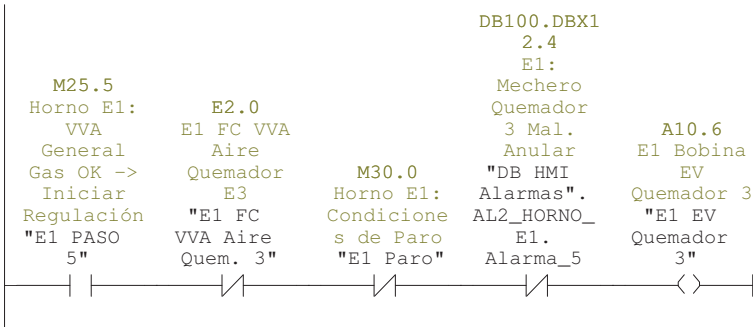 M25.5
Horno E1:
VVA
General
Gas OK ->
Iniciar
Regulación
"E1 PASO
5"
E2.0
E1 FC VVA
Aire
Quemador
E3
"E1 FC
VVA Aire
Quem. 3"
M30.0
Horno E1:
Condicione
s de Paro
"E1 Paro"
DB100.DBX1
2.4
E1:
Mechero
Quemador
3 Mal.
Anular
"DB HMI
Alarmas".
AL2_HORNO_
E1.
Alarma_5
A10.6
E1 Bobina
EV
Quemador 3
"E1 EV
Quemador
3"